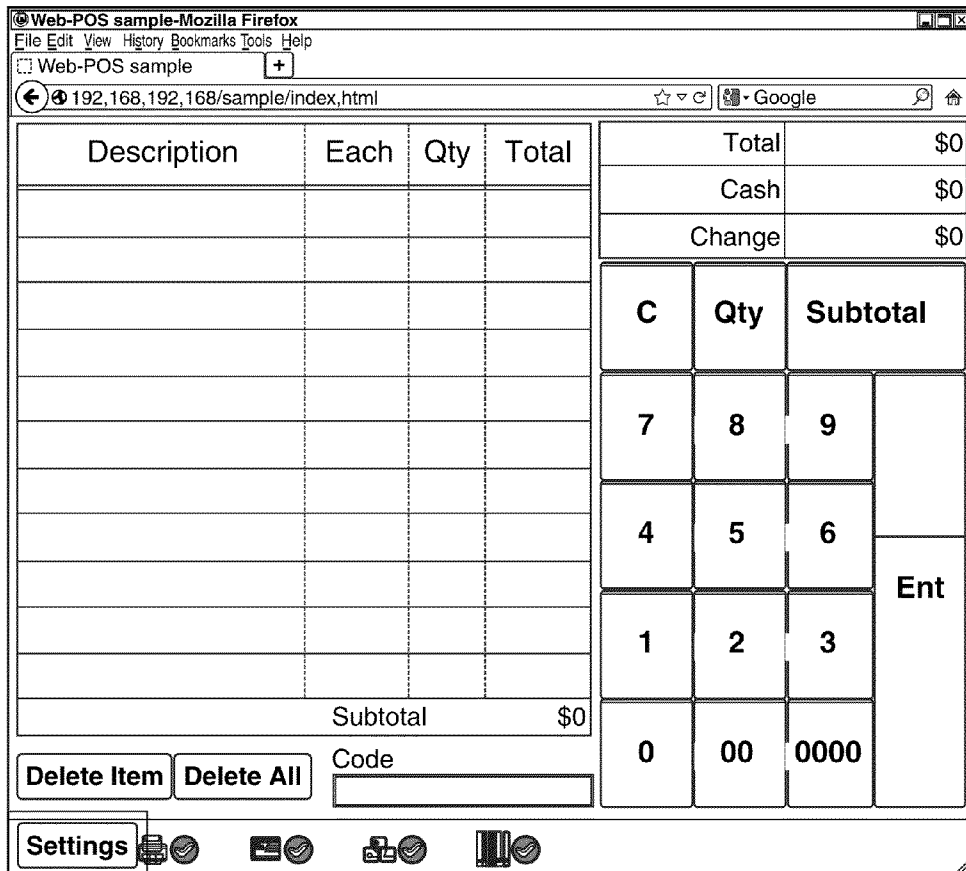 Web-POS sample-Mozilla Firefox
File Edit View History Bookmarks Tools Help
Web-POS sample +
192,168,192,168/sample/index,html Google
Description Each Qty Total
Subtotal $0
Code
Delete Item Delete All
Settings
Total $0
Cash $0
Change $0
C Qty Subtotal
7 8 9
4 5 6
Ent
1 2 3
0 00 0000